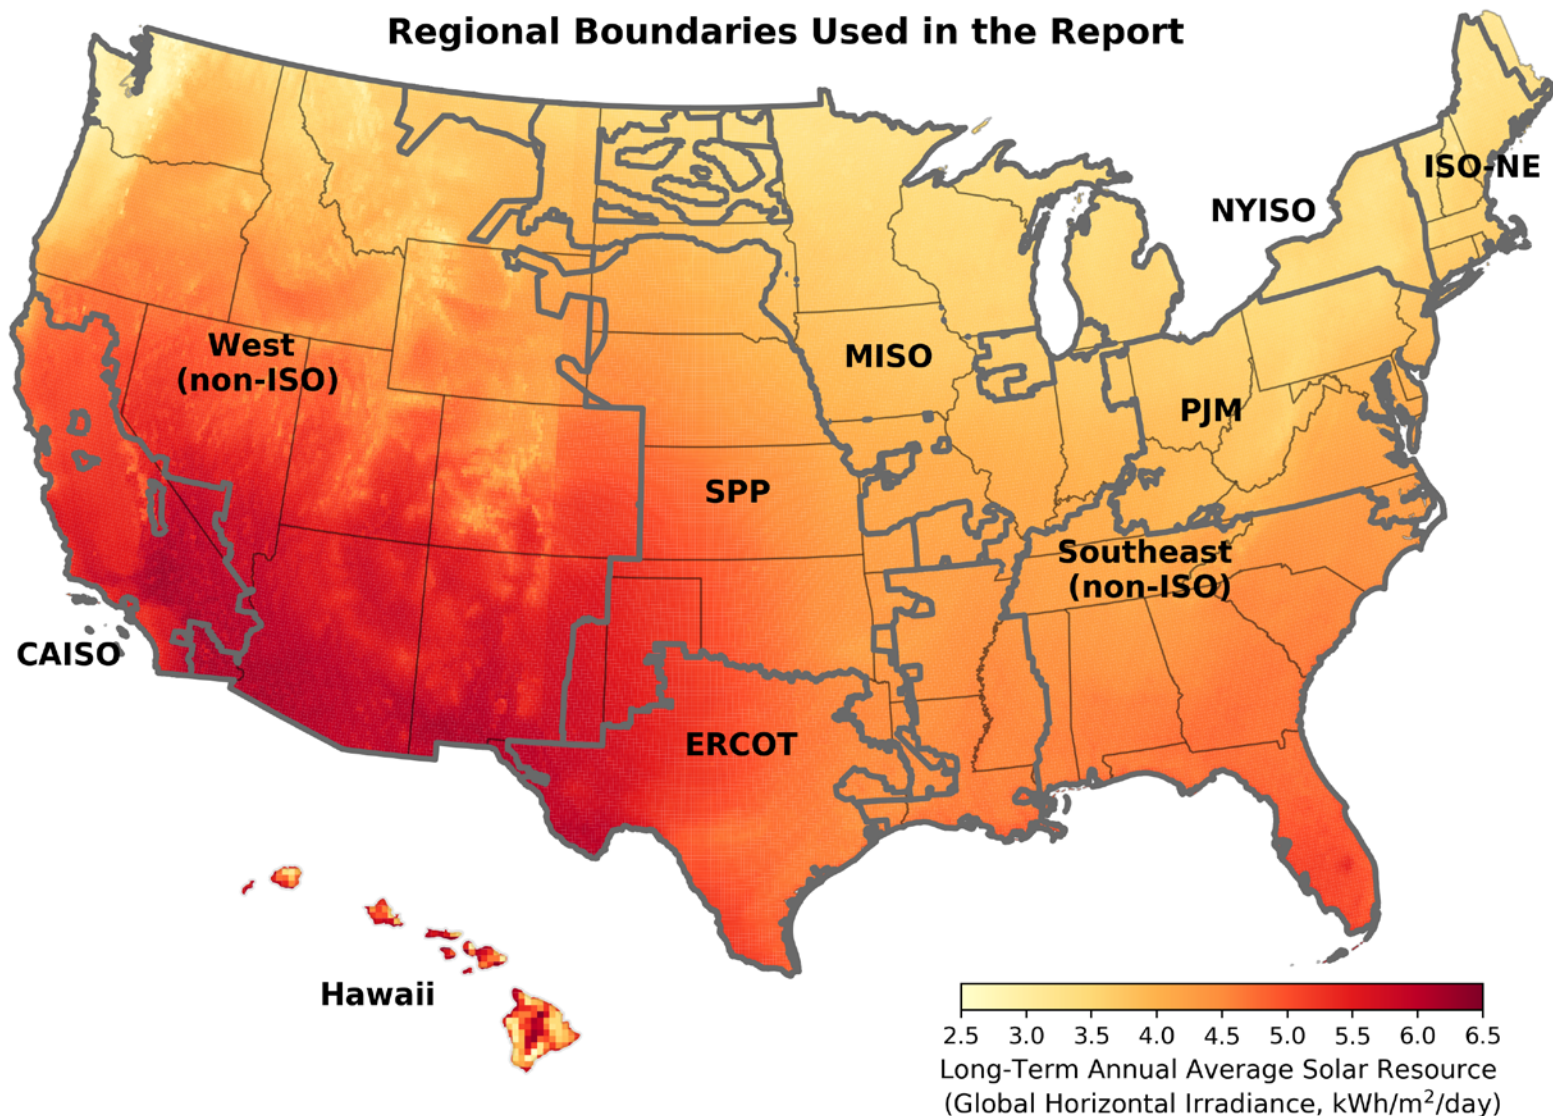 Regional Boundaries Used in the Report
ISO-NE
NYISO
West
(non-ISO)
MISO
PJM
SPP
Southeast
(non-ISO)
CAISO
ERCOT
Hawaii
2.5 3.0 3.5 4.0 4.5 5.0 5.5 6.0 6.5
Long-Term Annual Average Solar Resource
(Global Horizontal Irradiance, kWh/m²/day)